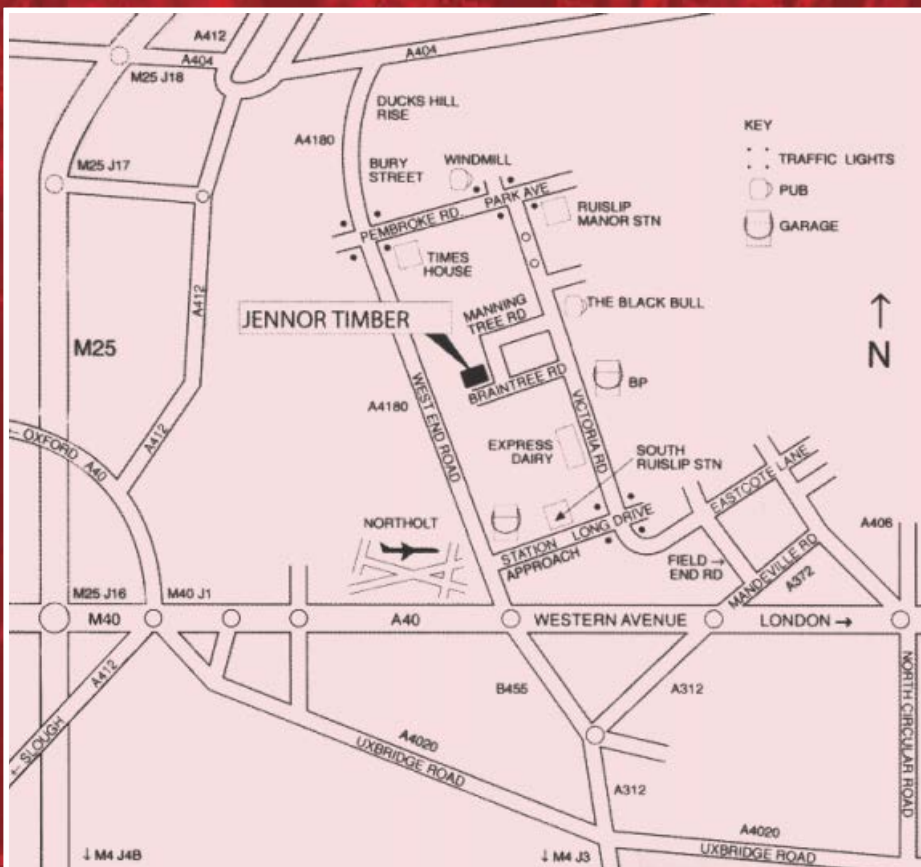 A412
A404
A404
M25 J18
DUCKS HILL
RISE
A4180
KEY
TRAFFIC LIGHTS
PUB
GARAGE
M25 J17
BURY
STREET
WINDMILL
PARK AVE
PEMBROKE RD.
RUISLIP
MANOR STN
TIMES
HOUSE
A412
MANNING
TREE RD
THE BLACK BULL
JENNOR TIMBER
N
M25
BRAINTREE RD
BP
A4180
WEST END ROAD
VICTORIA RD
A412
← OXFORD A40
EXPRESS
DAIRY
SOUTH
RUISLIP STN
EASTCOTE LANE
NORTHOLT
STATION
APPROACH
LONG DRIVE
A406
FIELD →
END RD
MANDEVILLE RD
A372
M25 J16
M40 J1
M40
A40
WESTERN AVENUE
LONDON →
A412
← SLOUGH
B455
A312
A4020
UXBRIDGE ROAD
NORTH CIRCULAR ROAD
A312
A4020
UXBRIDGE ROAD
↓ M4 J4B
↓ M4 J3